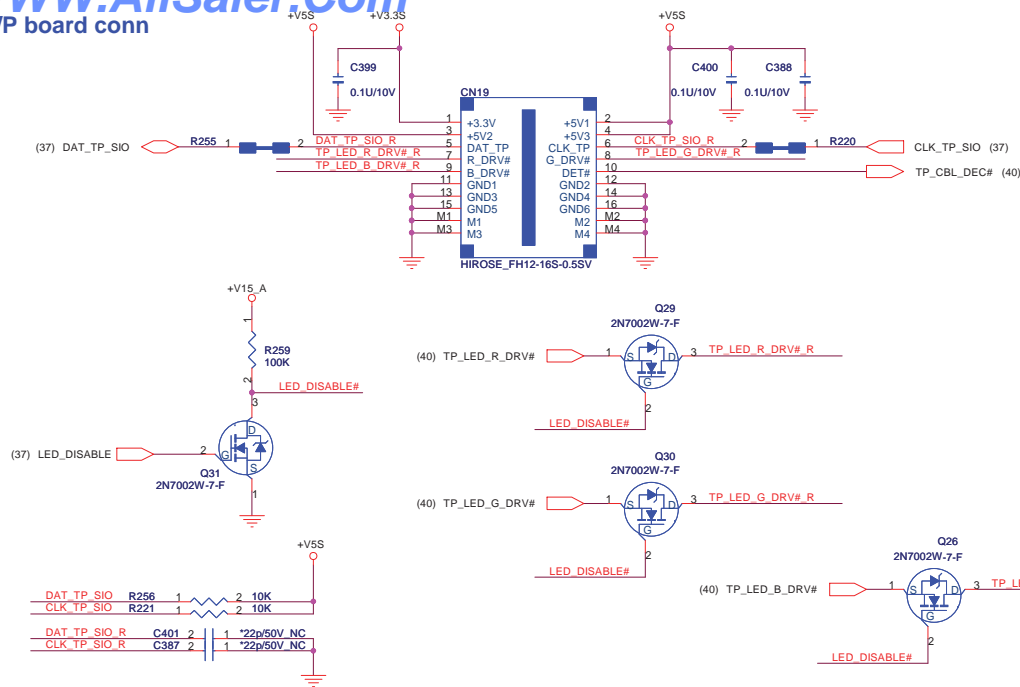 WWW.AllSaler.Com
/P board conn
+V5S
+V3.3S
+V5S
C399
0.1U/10V
C400
C388
0.1U/10V
0.1U/10V
CN19
1 +3.3V +5V1 2
3 +5V2 +5V3 4
5 DAT_TP CLK_TP 6
7 R_DRV# G_DRV# 8
9 B_DRV# DET# 10
11 GND1 GND2 12
13 GND3 GND4 14
15 GND5 GND6 16
M1 M1 M2 M2
M3 M3 M4 M4
HIROSE_FH12-16S-0.5SV
(37) DAT_TP_SIO R255 1 2 DAT_TP_SIO_R
TP_LED_R_DRV#_R
TP_LED_B_DRV#_R
CLK_TP_SIO_R 2 1 R220 CLK_TP_SIO (37)
TP_LED_G_DRV#_R
TP_CBL_DEC# (40)
+V15_A
1
R259
100K
2
LED_DISABLE#
3
D
(37) LED_DISABLE 2 G
S
Q31
2N7002W-7-F
1
Q29
2N7002W-7-F
(40) TP_LED_R_DRV# 1 S D 3 TP_LED_R_DRV#_R
G
2
LED_DISABLE#
Q30
2N7002W-7-F
(40) TP_LED_G_DRV# 1 S D 3 TP_LED_G_DRV#_R
G
2
LED_DISABLE#
Q26
2N7002W-7-F
(40) TP_LED_B_DRV# 1 S D 3 TP_LE
G
2
LED_DISABLE#
+V5S
DAT_TP_SIO R256 1 2 10K
CLK_TP_SIO R221 1 2 10K
DAT_TP_SIO_R C401 2 1 *22p/50V_NC
CLK_TP_SIO_R C387 2 1 *22p/50V_NC